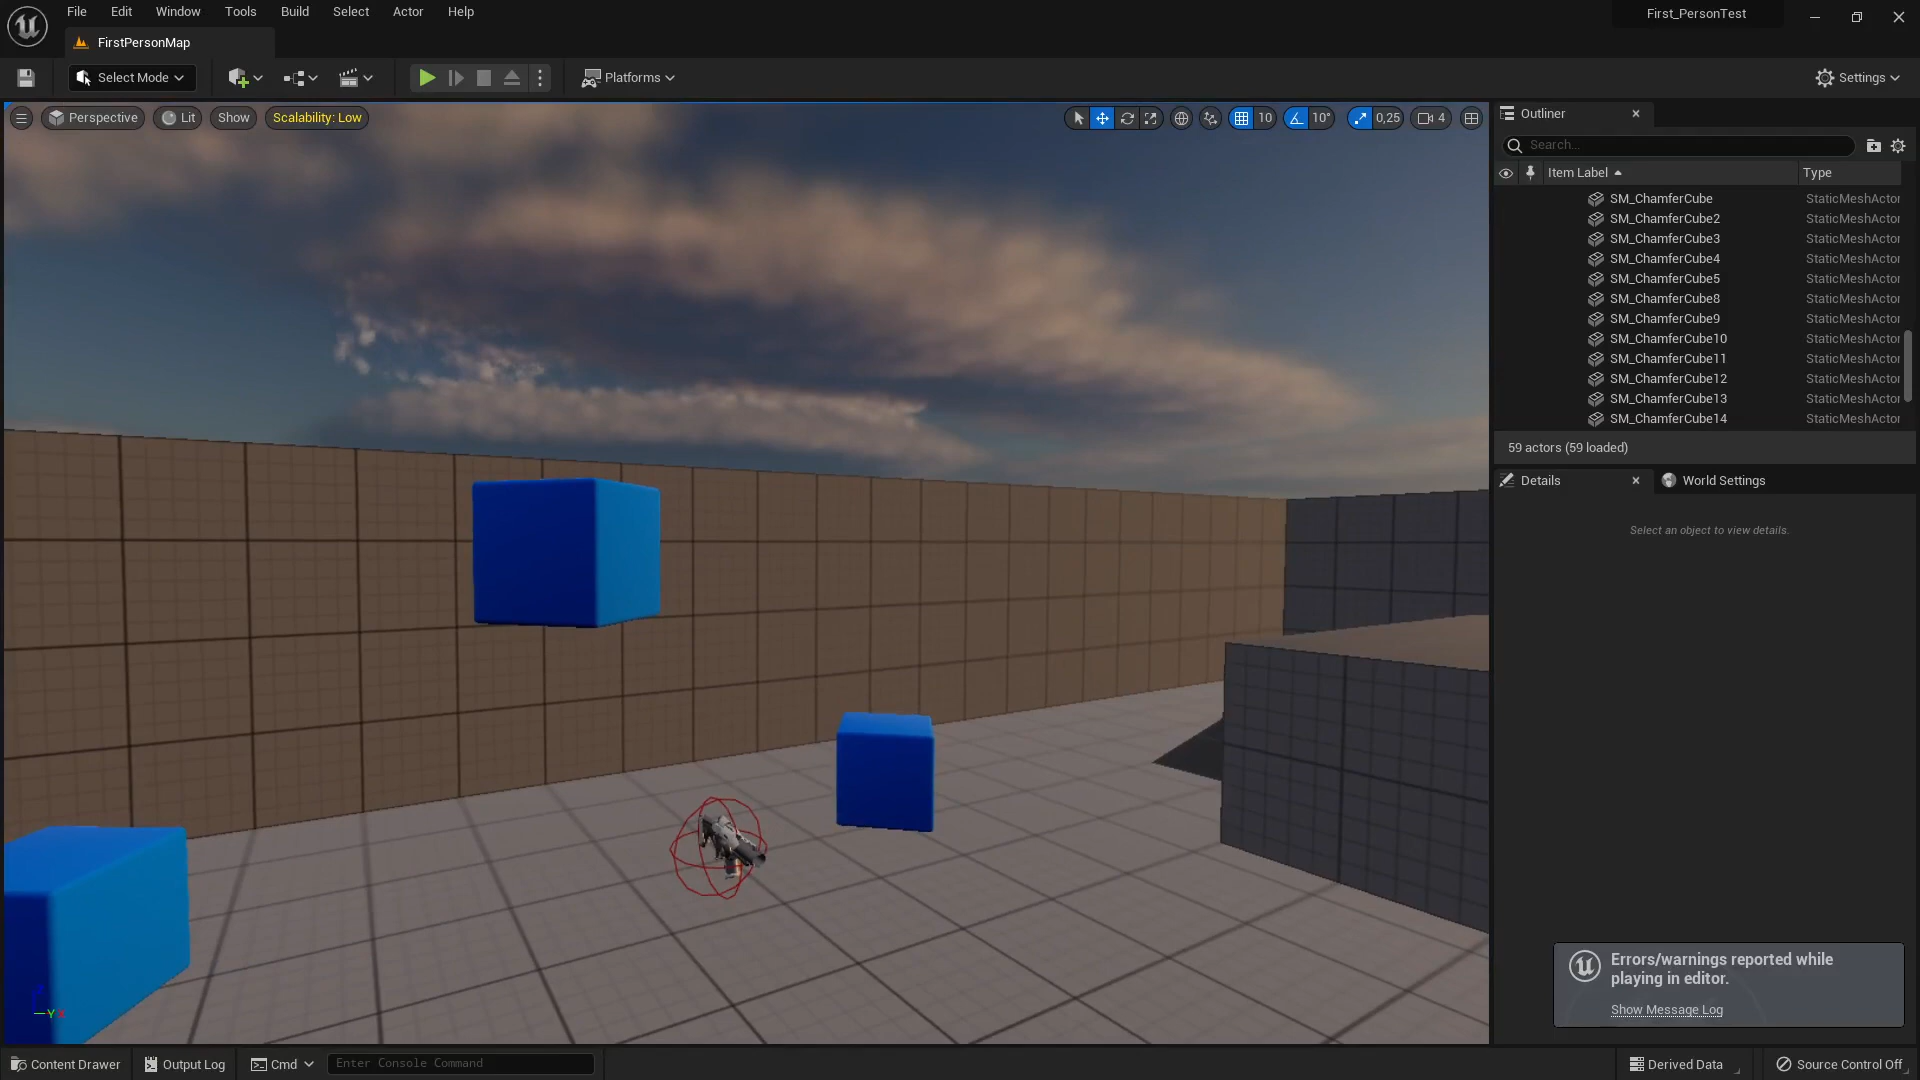 File Edit Window Tools Build Select Actor Help
First_PersonTest
FirstPersonMap
Select Mode
Platforms
Settings
Perspective Lit Show Scalability: Low
10 10° 0,25 4
Outliner
Search...
Item Label Type
SM_ChamferCube StaticMeshActor
SM_ChamferCube2 StaticMeshActor
SM_ChamferCube3 StaticMeshActor
SM_ChamferCube4 StaticMeshActor
SM_ChamferCube5 StaticMeshActor
SM_ChamferCube8 StaticMeshActor
SM_ChamferCube9 StaticMeshActor
SM_ChamferCube10 StaticMeshActor
SM_ChamferCube11 StaticMeshActor
SM_ChamferCube12 StaticMeshActor
SM_ChamferCube13 StaticMeshActor
SM_ChamferCube14 StaticMeshActor
59 actors (59 loaded)
Details World Settings
Select an object to view details.
Errors/warnings reported while
playing in editor.
Show Message Log
Y X
Content Drawer Output Log Cmd Enter Console Command
Derived Data Source Control Off